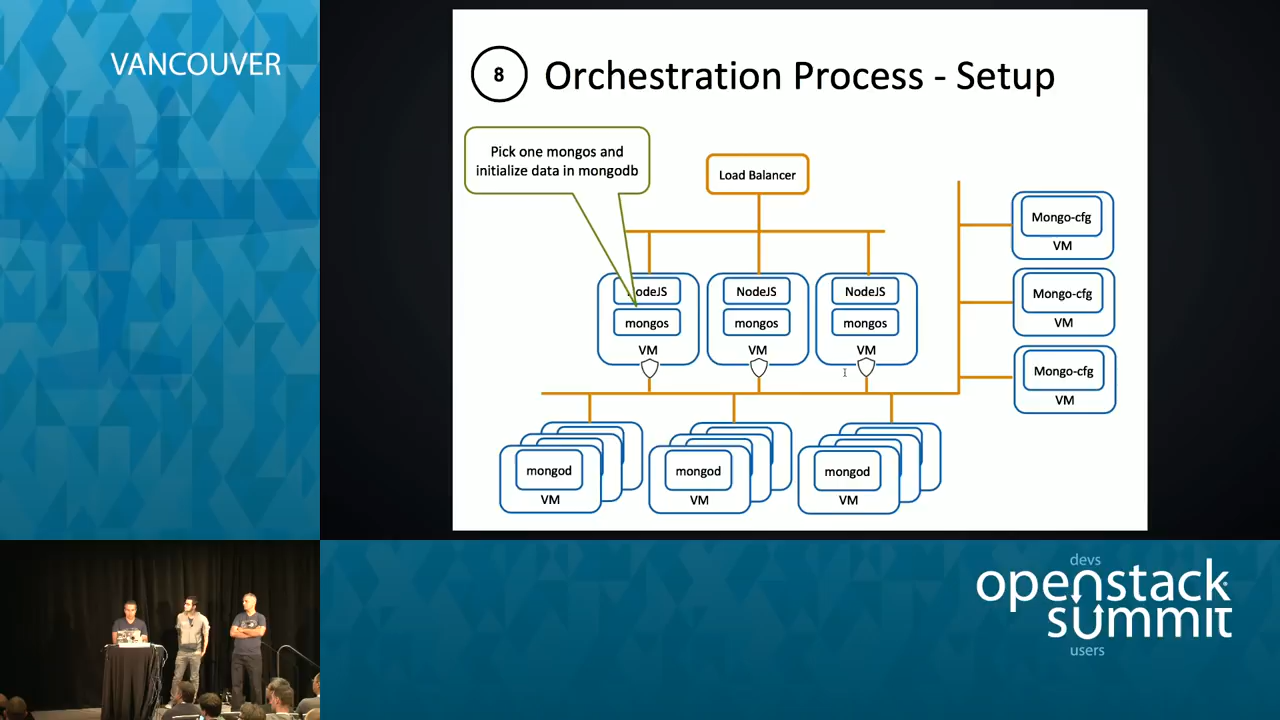 VANCOUVER
8
Orchestration Process - Setup
Pick one mongos and
initialize data in mongodb
Load Balancer
NodeJS
mongos
VM
NodeJS
mongos
VM
NodeJS
mongos
VM
Mongo-cfg
VM
Mongo-cfg
VM
Mongo-cfg
VM
mongod
VM
mongod
VM
mongod
VM
devs
openstack
summit
users